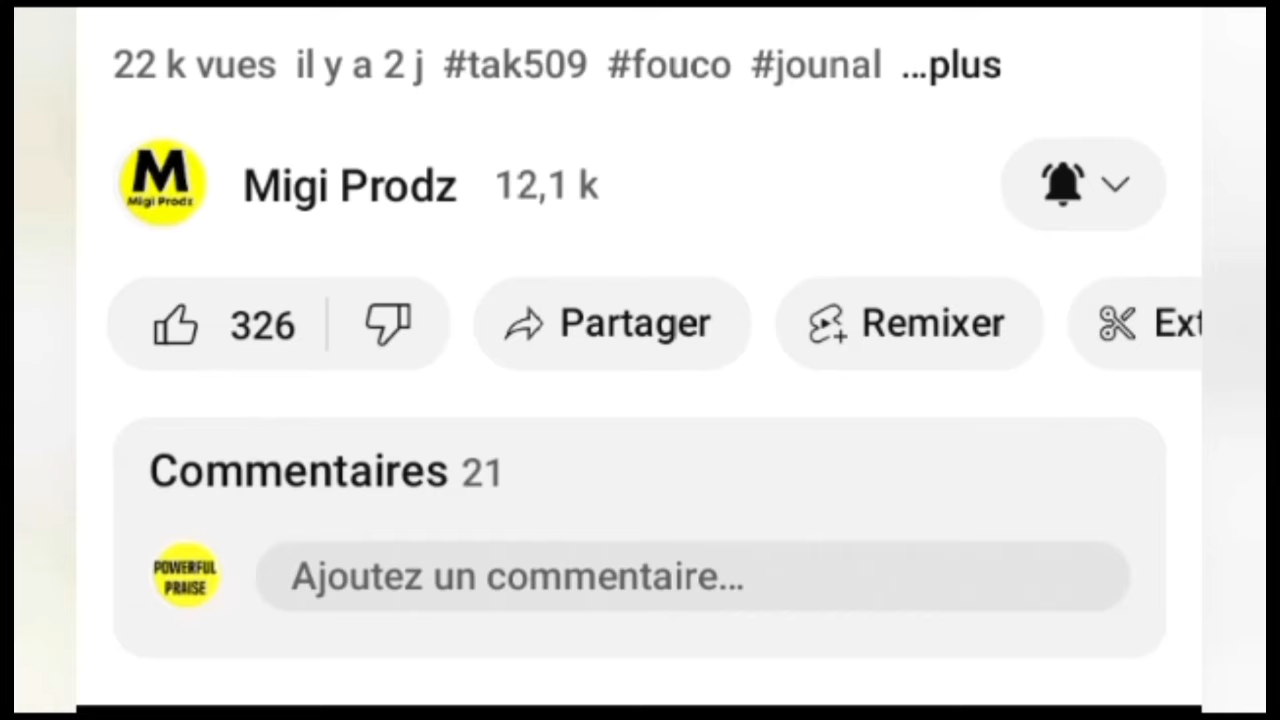 22 k vues il y a 2 j #tak509 #fouco #jounal ...plus
M
Migi Prodz
Migi Prodz 12,1 k
326 Partager Remixer Ext
Commentaires 21
POWERFUL
PRAISE
Ajoutez un commentaire...